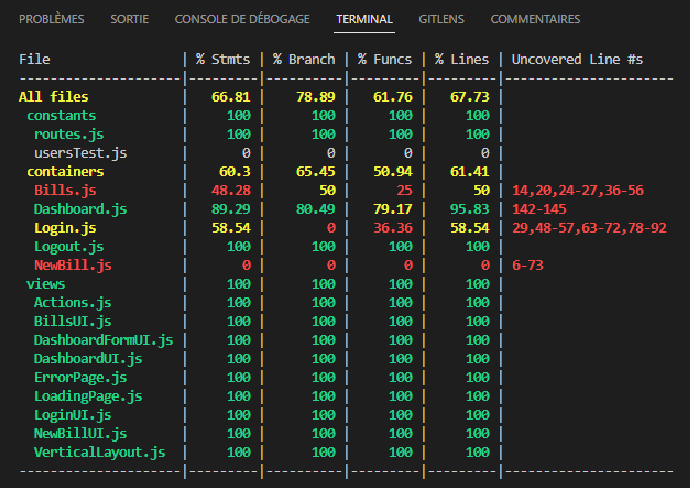 PROBLÈMES SORTIE CONSOLE DE DÉBOGAGE TERMINAL GITLENS COMMENTAIRES
File | % Stmts | % Branch | % Funcs | % Lines | Uncovered Line #s
--------------------|---------|----------|---------|---------|--------------------
All files | 66.81 | 78.89 | 61.76 | 67.73 |
constants | 100 | 100 | 100 | 100 |
routes.js | 100 | 100 | 100 | 100 |
usersTest.js | 0 | 0 | 0 | 0 |
containers | 60.3 | 65.45 | 50.94 | 61.41 |
Bills.js | 48.28 | 50 | 25 | 50 | 14,20,24-27,36-56
Dashboard.js | 89.29 | 80.49 | 79.17 | 95.83 | 142-145
Login.js | 58.54 | 0 | 36.36 | 58.54 | 29,48-57,63-72,78-92
Logout.js | 100 | 100 | 100 | 100 |
NewBill.js | 0 | 0 | 0 | 0 | 6-73
views | 100 | 100 | 100 | 100 |
Actions.js | 100 | 100 | 100 | 100 |
BillsUI.js | 100 | 100 | 100 | 100 |
DashboardFormUI.js | 100 | 100 | 100 | 100 |
DashboardUI.js | 100 | 100 | 100 | 100 |
ErrorPage.js | 100 | 100 | 100 | 100 |
LoadingPage.js | 100 | 100 | 100 | 100 |
LoginUI.js | 100 | 100 | 100 | 100 |
NewBillUI.js | 100 | 100 | 100 | 100 |
VerticalLayout.js | 100 | 100 | 100 | 100 |
--------------------|---------|----------|---------|---------|--------------------